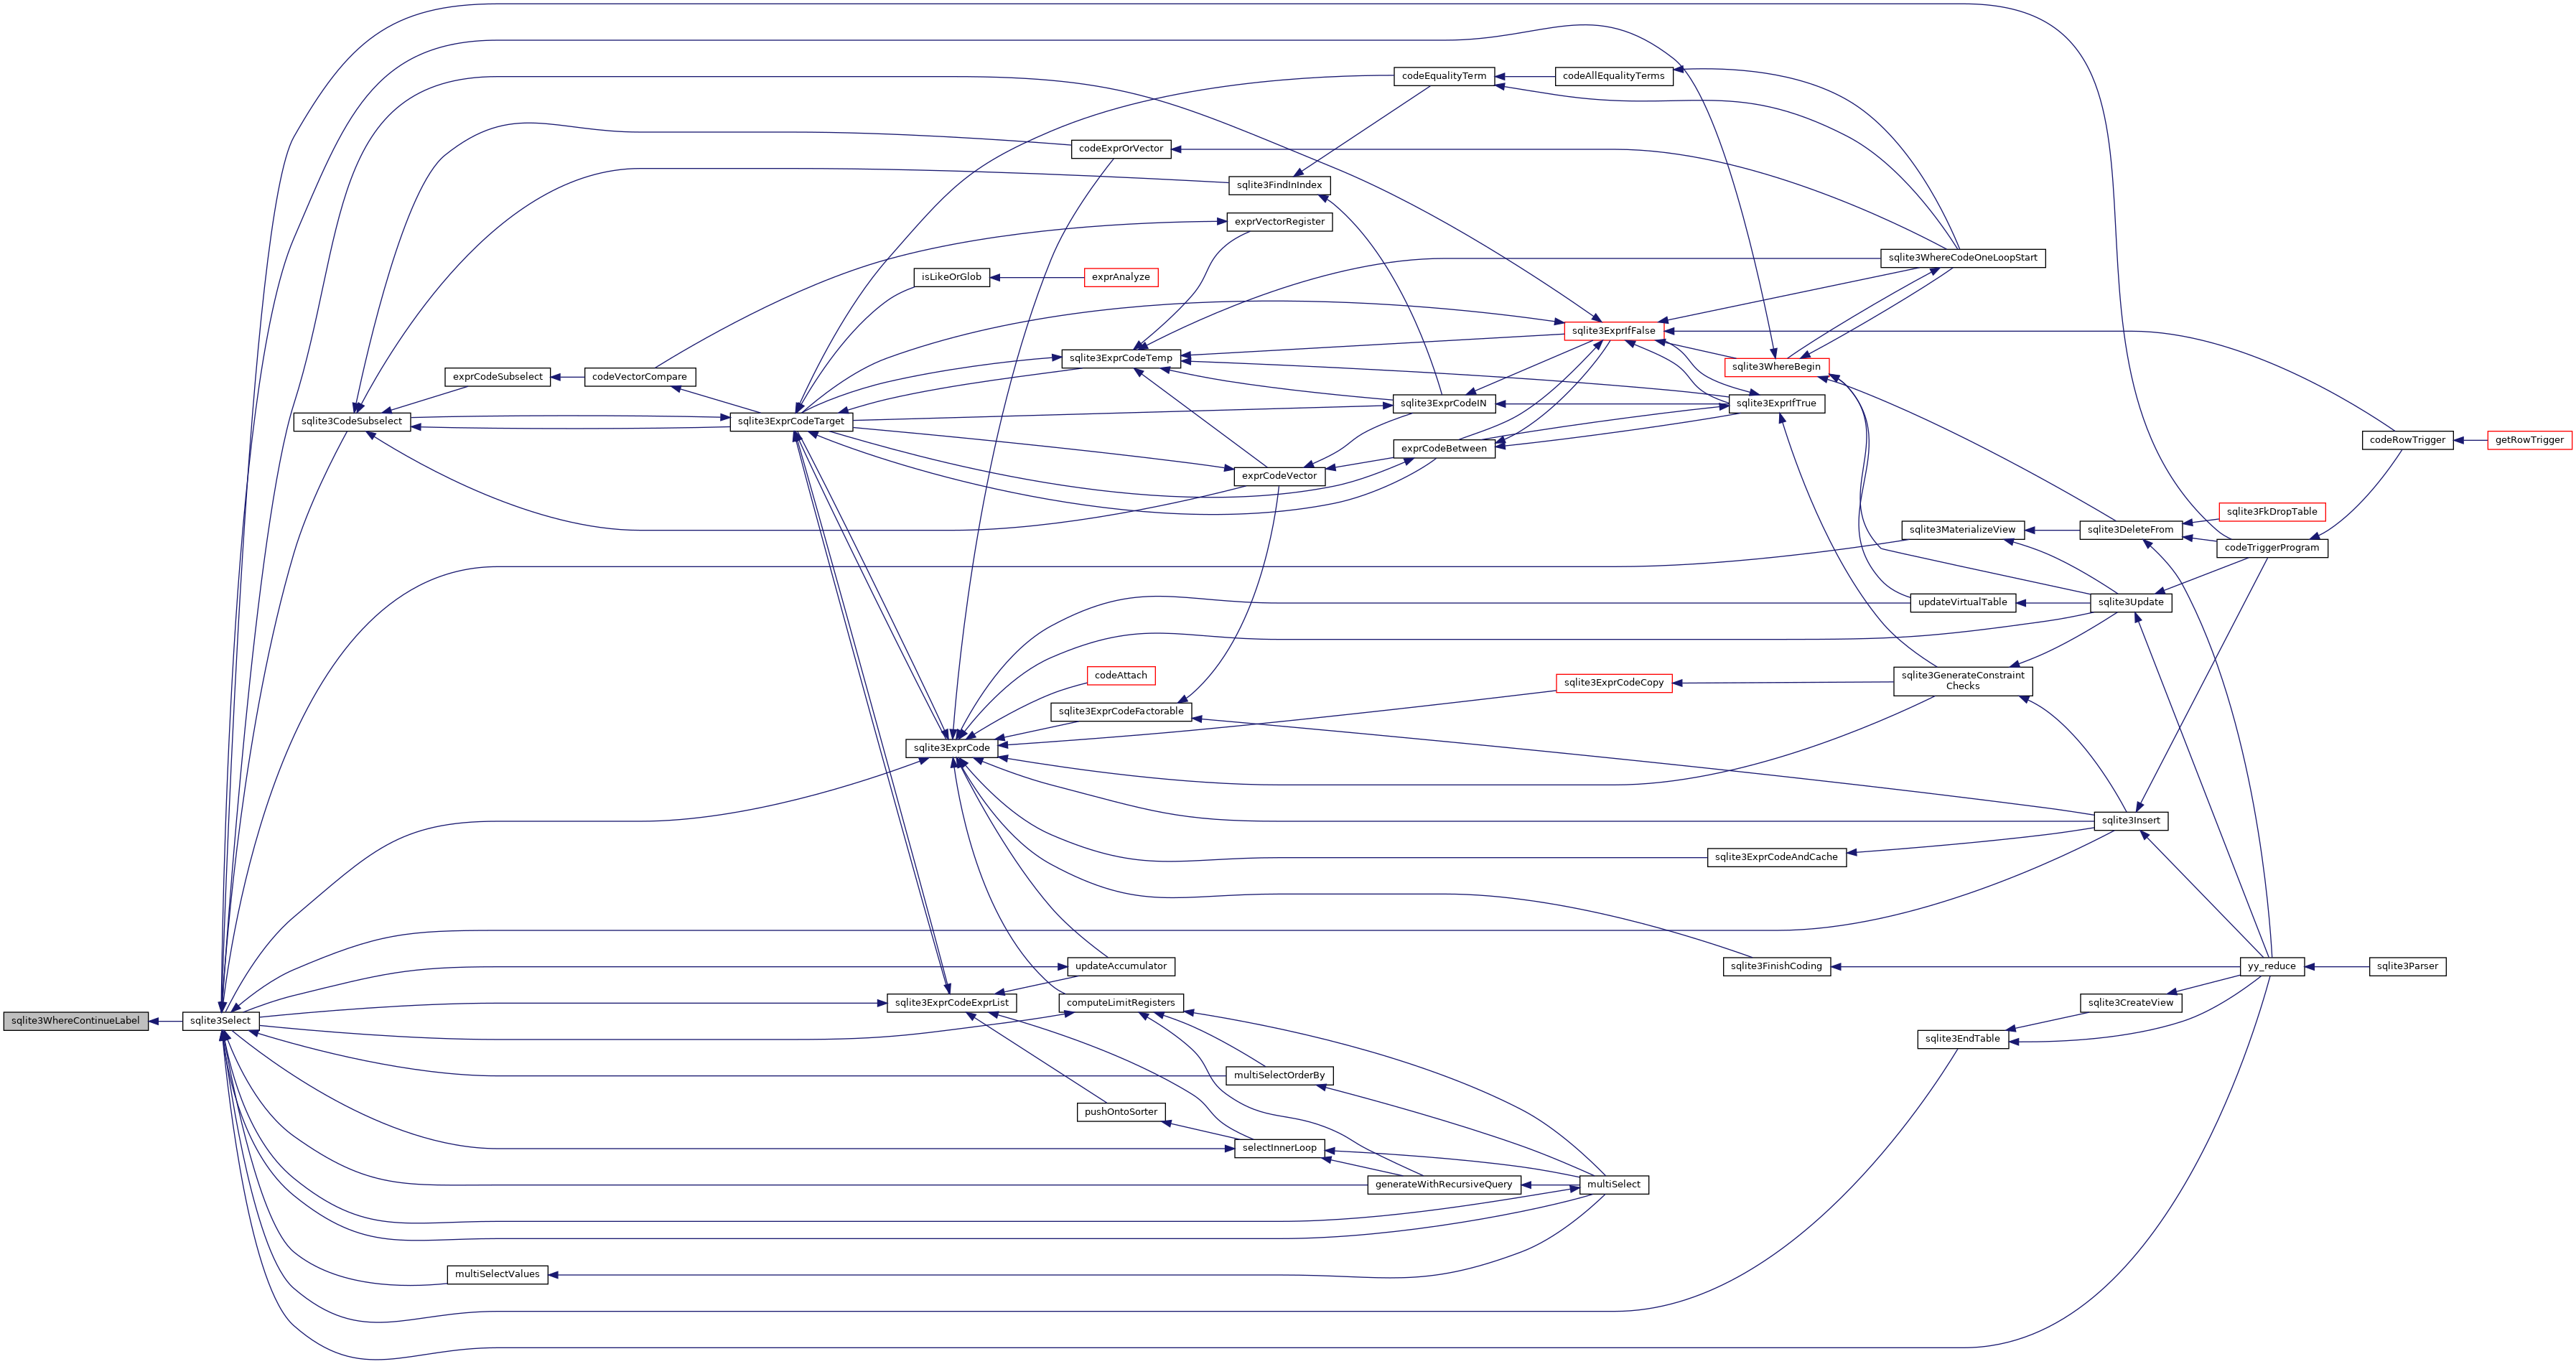 codeEqualityTerm
codeAllEqualityTerms
codeExprOrVector
sqlite3FindInIndex
exprVectorRegister
sqlite3WhereCodeOneLoopStart
isLikeOrGlob
exprAnalyze
sqlite3ExprIfFalse
sqlite3ExprCodeTemp
sqlite3WhereBegin
exprCodeSubselect
codeVectorCompare
sqlite3ExprCodeIN
sqlite3ExprIfTrue
sqlite3CodeSubselect
sqlite3ExprCodeTarget
codeRowTrigger
getRowTrigger
exprCodeBetween
exprCodeVector
sqlite3FkDropTable
sqlite3MaterializeView
sqlite3DeleteFrom
codeTriggerProgram
updateVirtualTable
sqlite3Update
codeAttach
sqlite3ExprCodeCopy
sqlite3GenerateConstraint
Checks
sqlite3ExprCodeFactorable
sqlite3ExprCode
sqlite3Insert
sqlite3ExprCodeAndCache
updateAccumulator
sqlite3FinishCoding
yy_reduce
sqlite3Parser
sqlite3ExprCodeExprList
computeLimitRegisters
sqlite3CreateView
sqlite3WhereContinueLabel
sqlite3Select
sqlite3EndTable
multiSelectOrderBy
pushOntoSorter
selectInnerLoop
generateWithRecursiveQuery
multiSelect
multiSelectValues